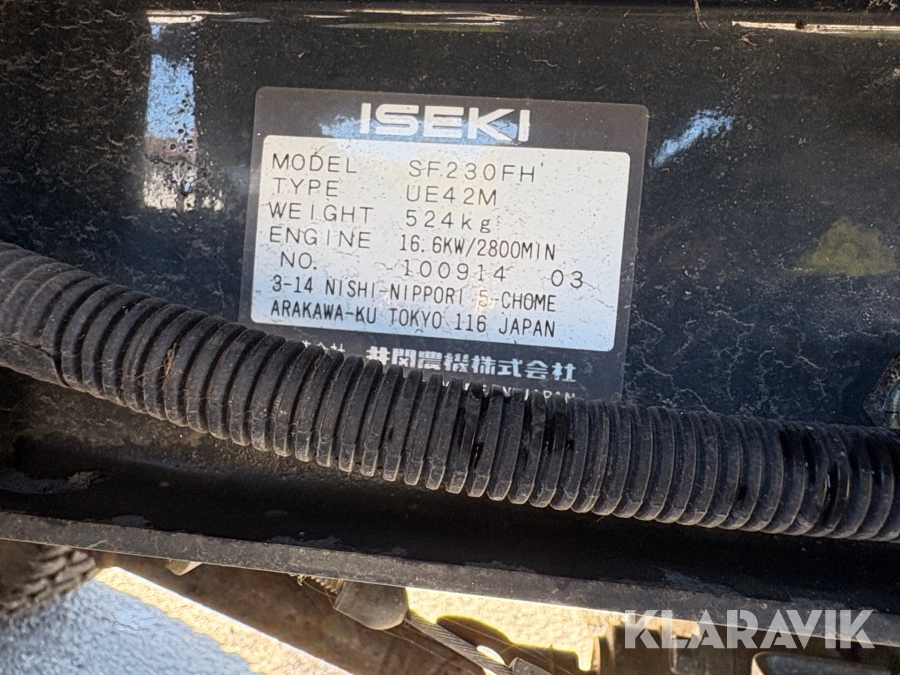 ISEKI
MODEL SF230FH
TYPE UE42M
WEIGHT 524kg
ENGINE 16.6KW/2800MIN
NO. 100914 03
3-14 NISHI-NIPPORI 5-CHOME
ARAKAWA-KU TOKYO 116 JAPAN
井関農機株式会社
KLARAVIK